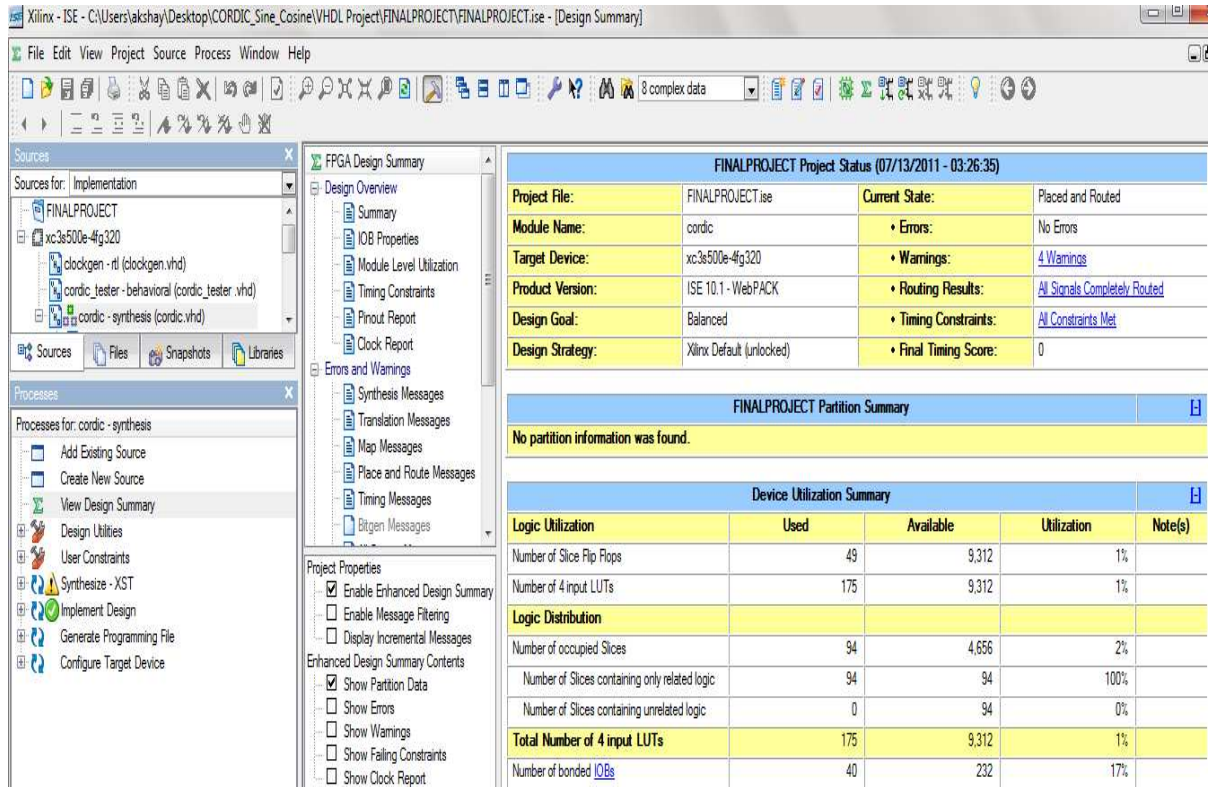 Xilinx - ISE - C:\Users\akshay\Desktop\CORDIC_Sine_Cosine\VHDL Project\FINALPROJECT\FINALPROJECT.ise - [Design Summary]
File Edit View Project Source Process Window Help
8 complex data
Sources
Sources for: Implementation
FINALPROJECT
xc3s500e-4fg320
clockgen - rtl (clockgen.vhd)
cordic_tester - behavioral (cordic_tester .vhd)
cordic - synthesis (cordic.vhd)
Sources Files Snapshots Libraries
Processes
Processes for: cordic - synthesis
Add Existing Source
Create New Source
View Design Summary
Design Utilities
User Constraints
Synthesize - XST
Implement Design
Generate Programming File
Configure Target Device
FPGA Design Summary
Design Overview
Summary
IOB Properties
Module Level Utilization
Timing Constraints
Pinout Report
Clock Report
Errors and Warnings
Synthesis Messages
Translation Messages
Map Messages
Place and Route Messages
Timing Messages
Bitgen Messages
Project Properties
Enable Enhanced Design Summary
Enable Message Filtering
Display Incremental Messages
Enhanced Design Summary Contents
Show Partition Data
Show Errors
Show Warnings
Show Failing Constraints
Show Clock Report
FINALPROJECT Project Status (07/13/2011 - 03:26:35)
Project File: FINALPROJECT.ise Current State: Placed and Routed
Module Name: cordic • Errors: No Errors
Target Device: xc3s500e-4fg320 • Warnings: 4 Warnings
Product Version: ISE 10.1 - WebPACK • Routing Results: All Signals Completely Routed
Design Goal: Balanced • Timing Constraints: All Constraints Met
Design Strategy: Xilinx Default (unlocked) • Final Timing Score: 0
FINALPROJECT Partition Summary [-]
No partition information was found.
Device Utilization Summary [-]
Logic Utilization Used Available Utilization Note(s)
Number of Slice Flip Flops 49 9,312 1%
Number of 4 input LUTs 175 9,312 1%
Logic Distribution
Number of occupied Slices 94 4,656 2%
Number of Slices containing only related logic 94 94 100%
Number of Slices containing unrelated logic 0 94 0%
Total Number of 4 input LUTs 175 9,312 1%
Number of bonded IOBs 40 232 17%